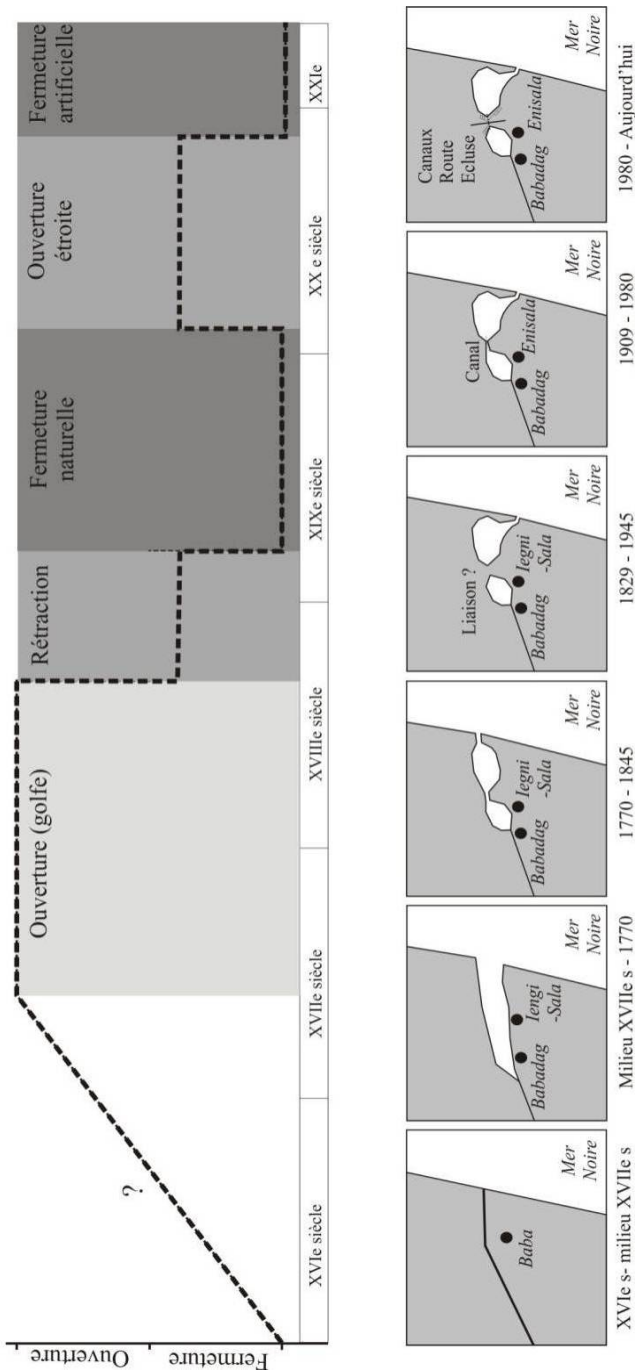 Ouverture
Fermeture
?
Ouverture (golfe)
Rétraction
Fermeture
naturelle
Ouverture
étroite
Fermeture
artificielle
XVIe siècle
XVIIe siècle
XVIIIe siècle
XIXe siècle
XX e siècle
XXIe
Baba
Mer
Noire
XVIe s- milieu XVIIe s
Babadag
Iengi
-Sala
Mer
Noire
Milieu XVIIe s - 1770
Babadag
Iegni
-Sala
Mer
Noire
1770 - 1845
Liaison ?
Babadag
Iegni
-Sala
Mer
Noire
1829 - 1945
Canal
Babadag
Enisala
Mer
Noire
1909 - 1980
Canaux
Route
Ecluse
Babadag
Enisala
Mer
Noire
1980 - Aujourd'hui